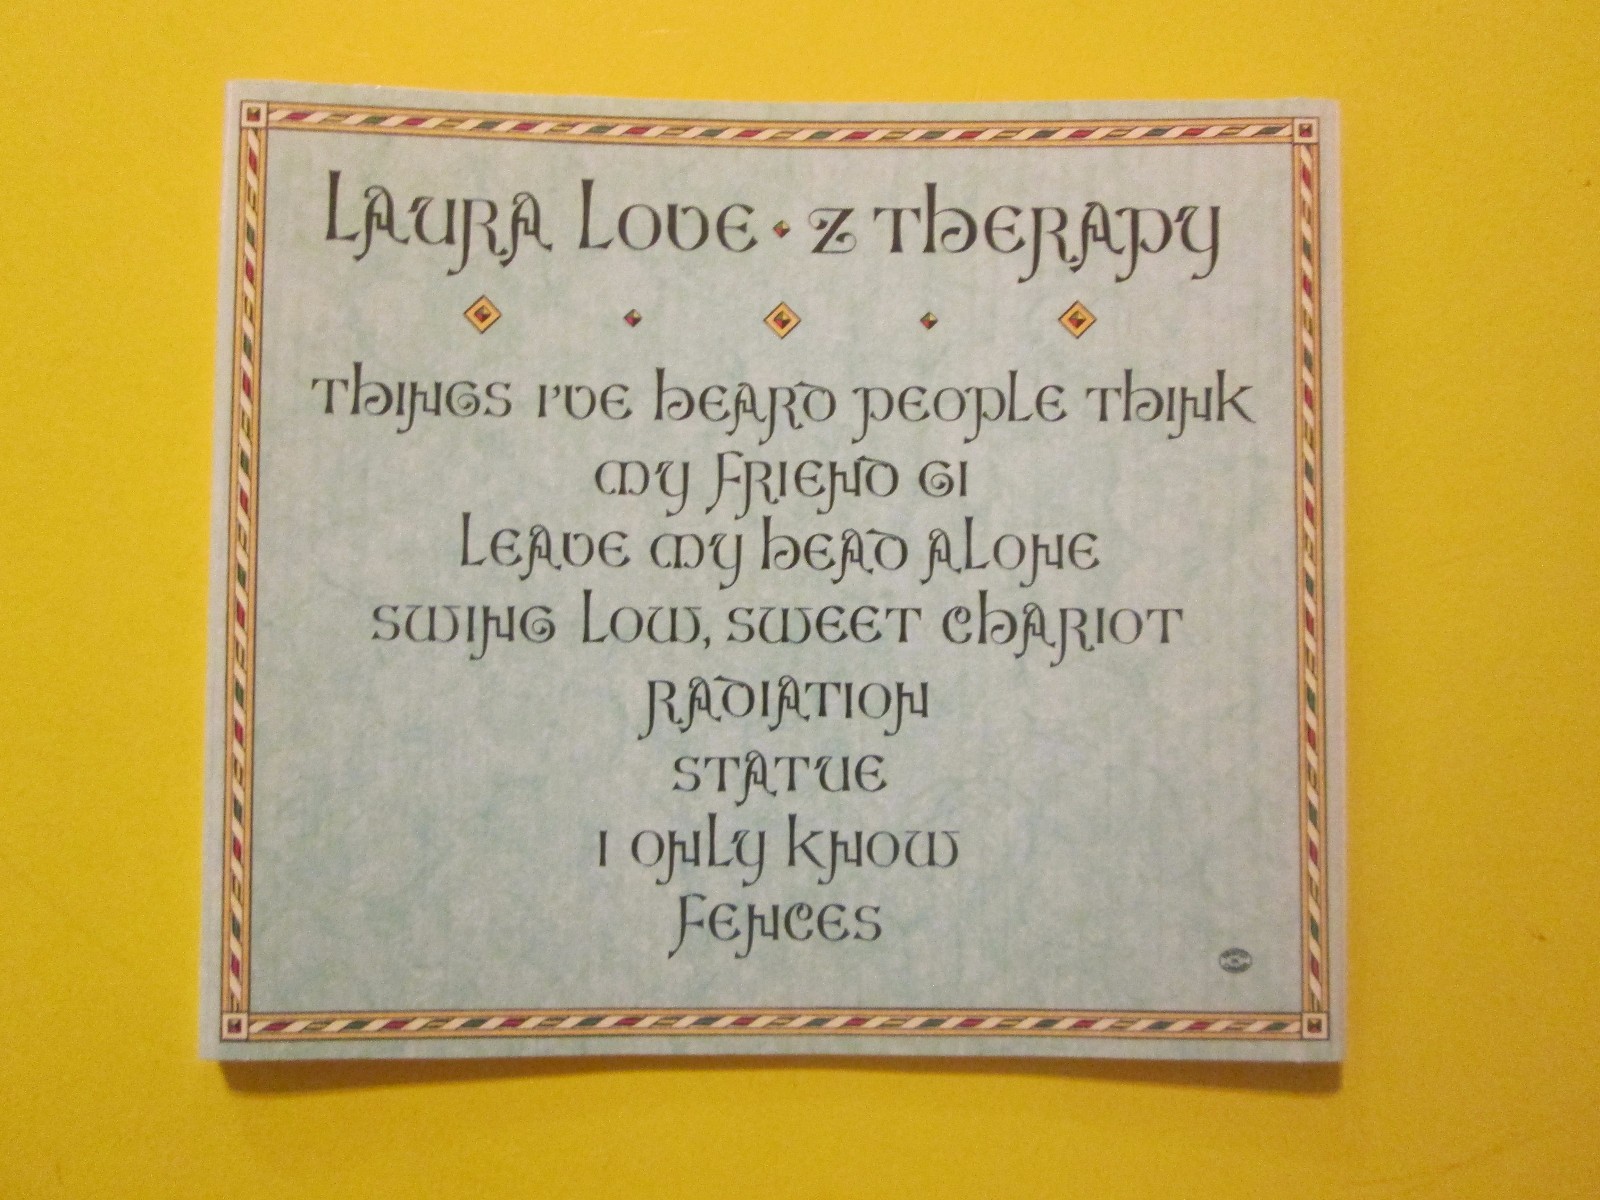 Laura Love · Z Therapy
Things I've heard people think
My friend GI
Leave my head alone
Swing Low, Sweet Chariot
Radiation
Statue
I only know
Fences